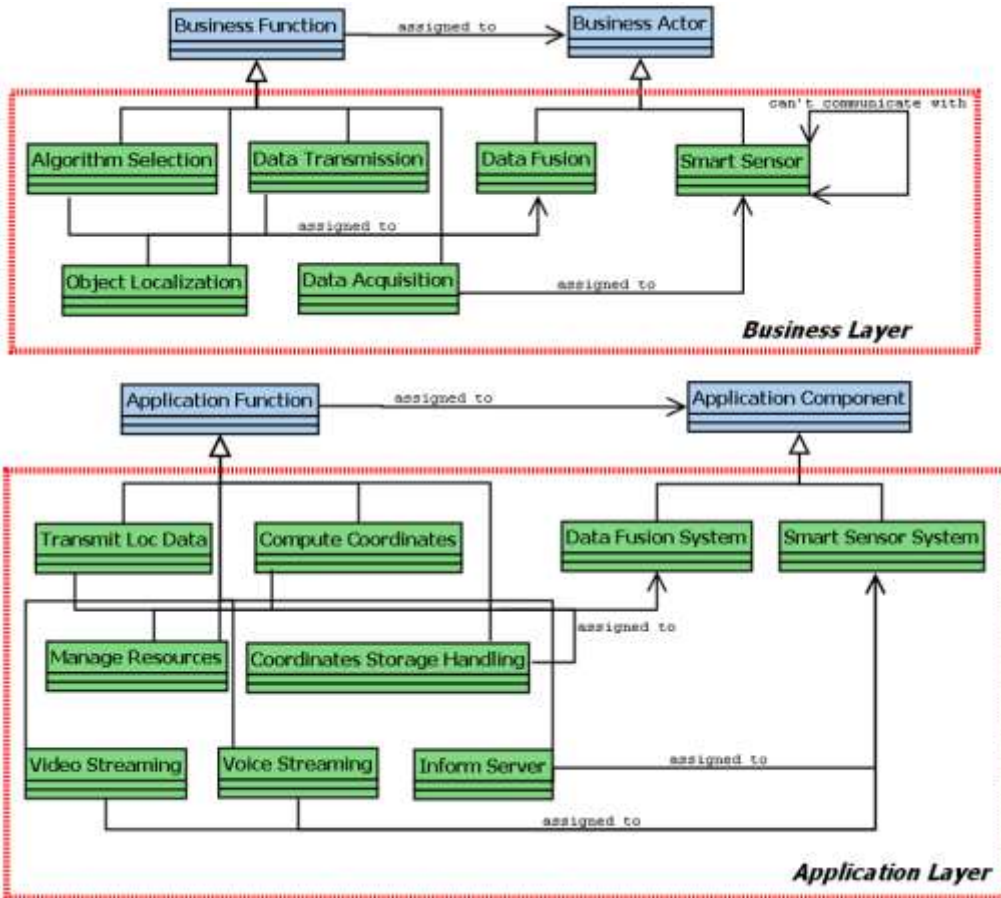 Business Function
assigned to
Business Actor
can't communicate with
Algorithm Selection
Data Transmission
Data Fusion
Smart Sensor
assigned to
Object Localization
Data Acquisition
assigned to
Business Layer
Application Function
assigned to
Application Component
Transmit Loc Data
Compute Coordinates
Data Fusion System
Smart Sensor System
assigned to
Manage Resources
Coordinates Storage Handling
Video Streaming
Voice Streaming
Inform Server
assigned to
assigned to
Application Layer